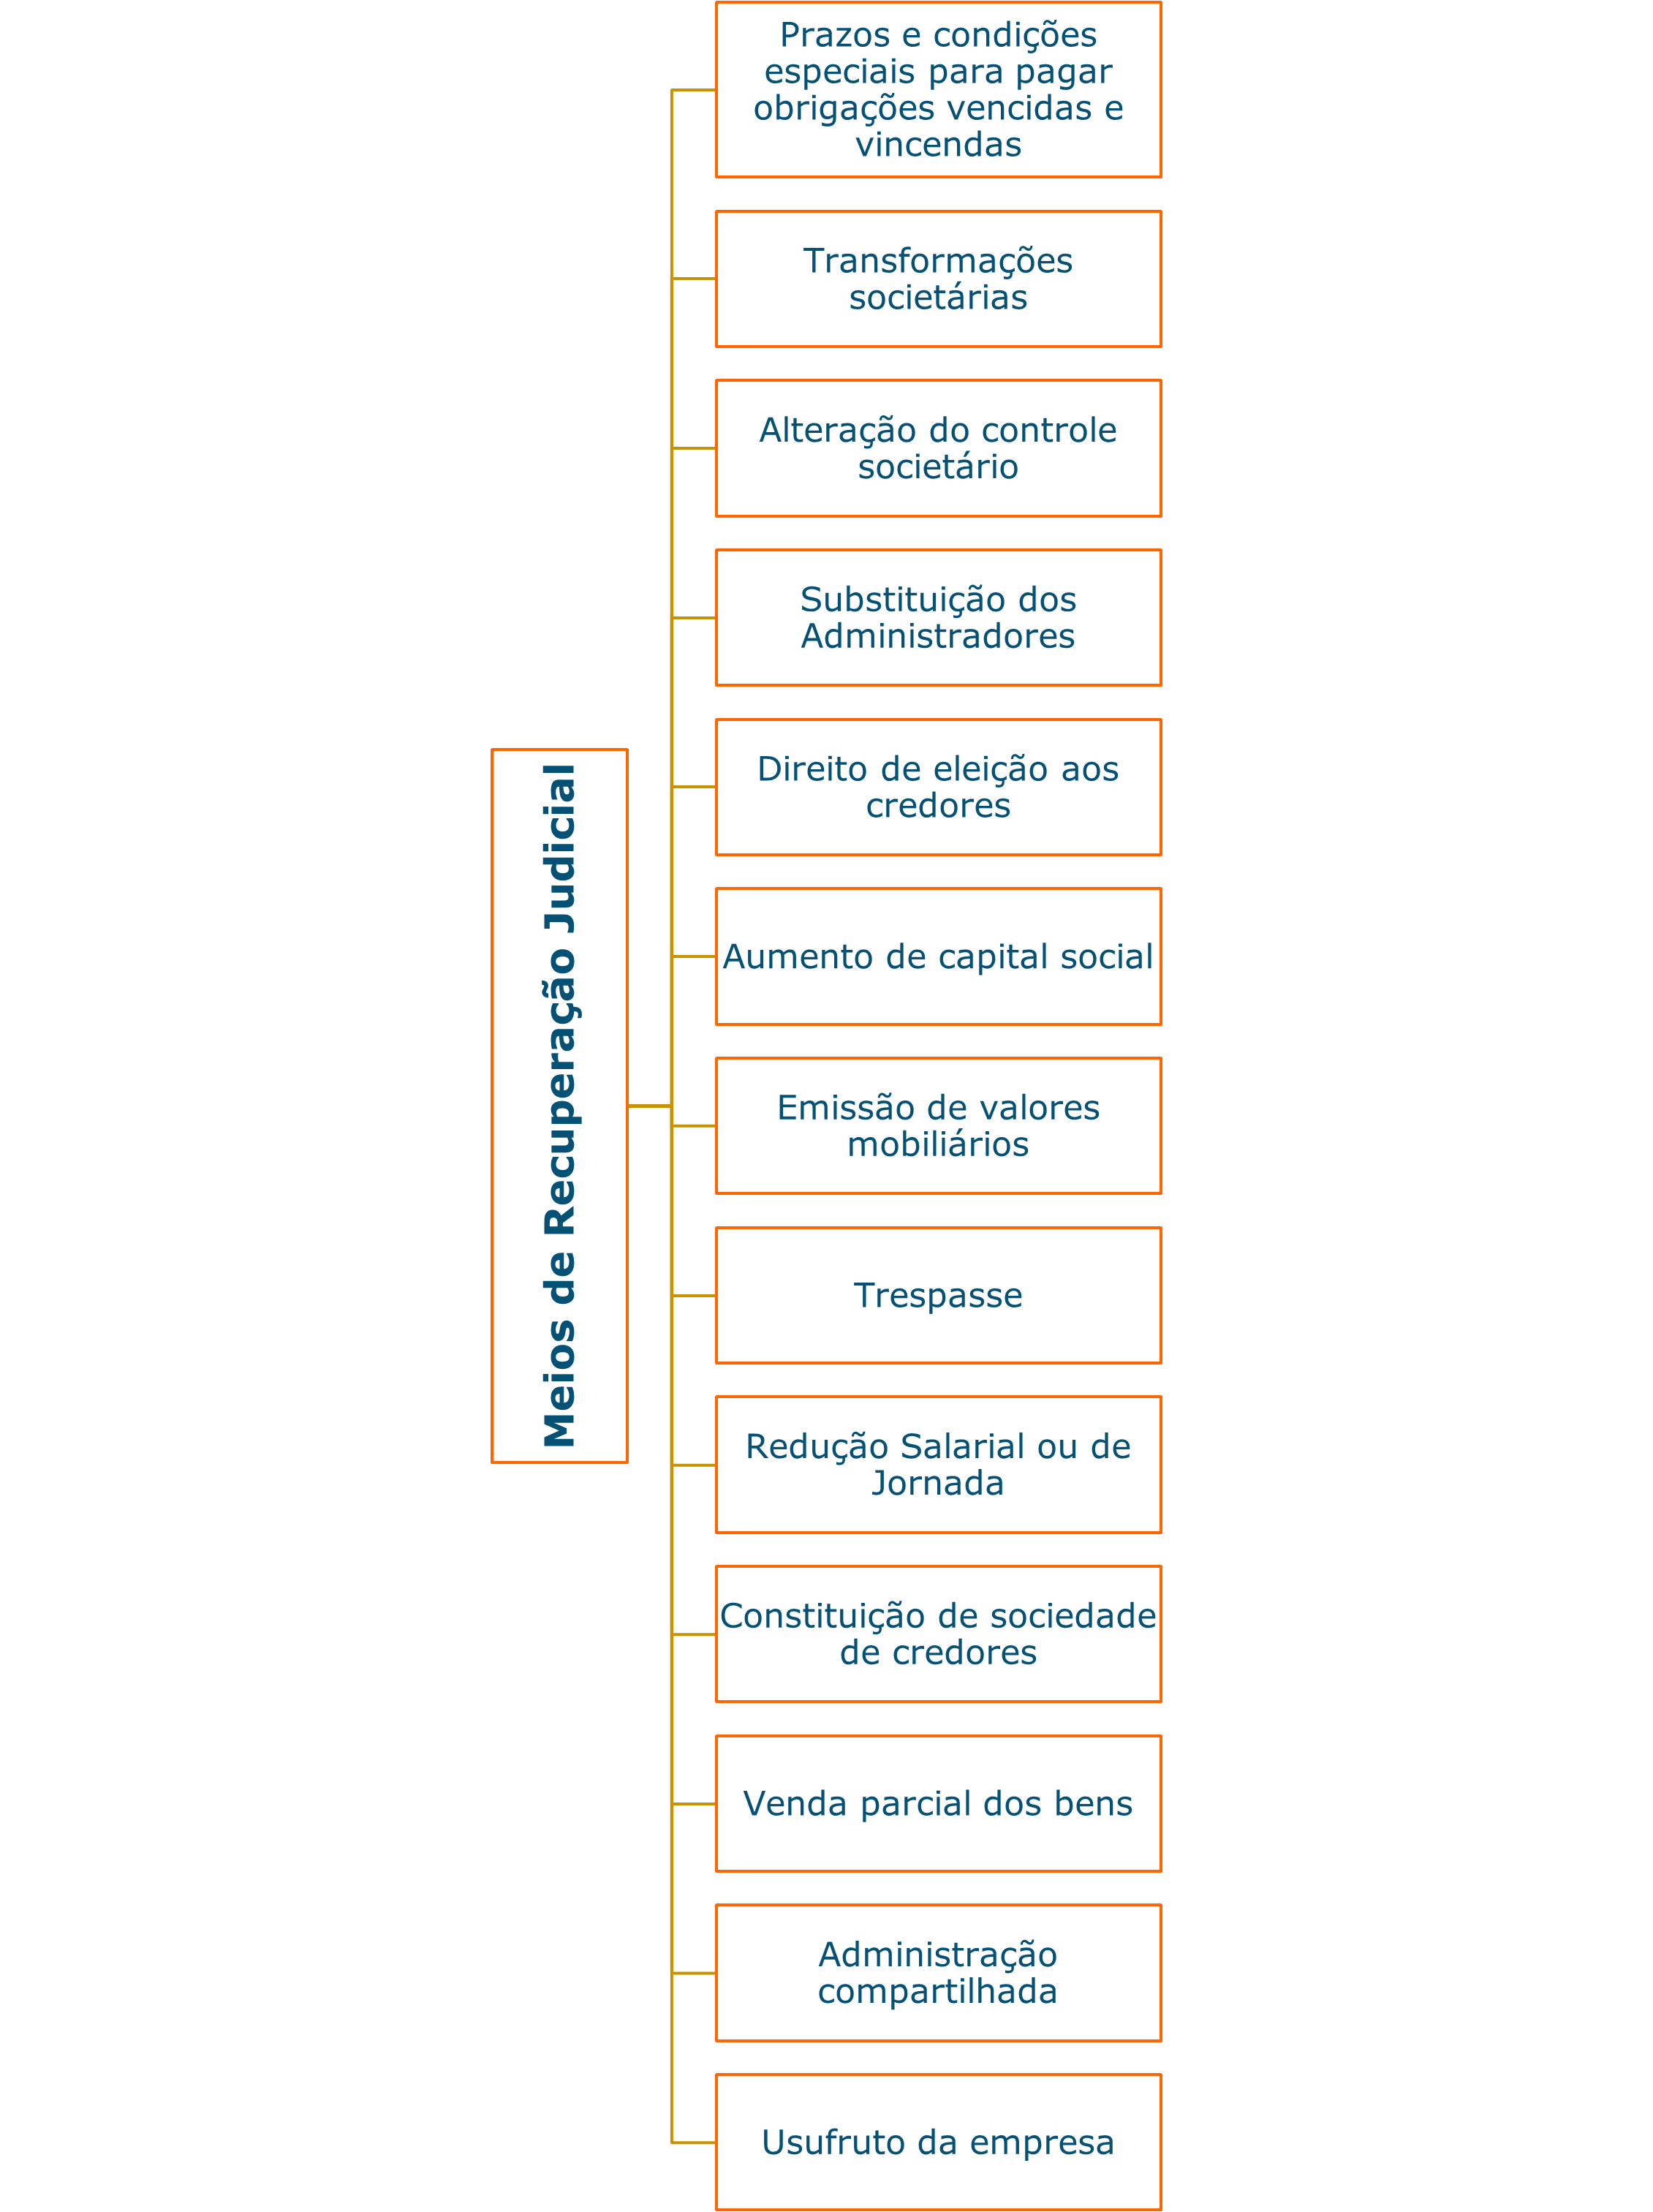 Prazos e condições
especiais para pagar
obrigações vencidas e
vincendas
Transformações
societárias
Alteração do controle
societário
Substituição dos
Administradores
Direito de eleição aos
credores
Meios de Recuperação Judicial
Aumento de capital social
Emissão de valores
mobiliários
Trespasse
Redução Salarial ou de
Jornada
Constituição de sociedade
de credores
Venda parcial dos bens
Administração
compartilhada
Usufruto da empresa